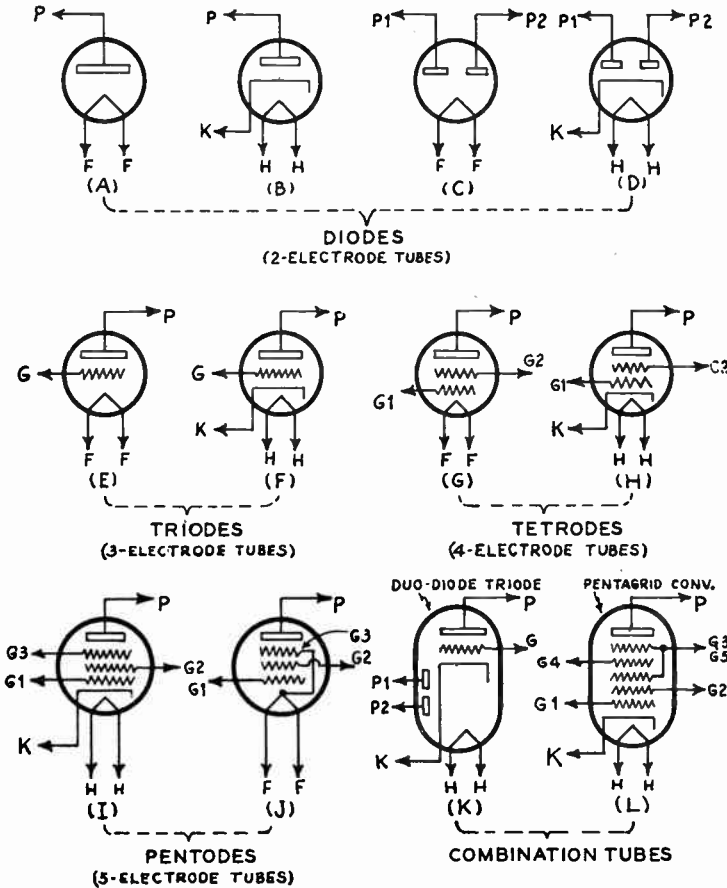 P P P1 P2 P1 P2
K K
F F H H F F H H
(A) (B) (C) (D)
DIODES
(2-ELECTRODE TUBES)
P P P P
G G G2 G2
G1 G1
K K
F F H H F F H H
(E) (F) (G) (H)
TRIODES TETRODES
(3-ELECTRODE TUBES) (4-ELECTRODE TUBES)
DUO-DIODE TRIODE PENTAGRID CONV.
P P P P
G3 G3 G G3
G5
G2 G2 G4
G1 G1 P1 G2
P2 G1
K K K
H H F F H H H H
(I) (J) (K) (L)
PENTODES COMBINATION TUBES
(5-ELECTRODE TUBES)